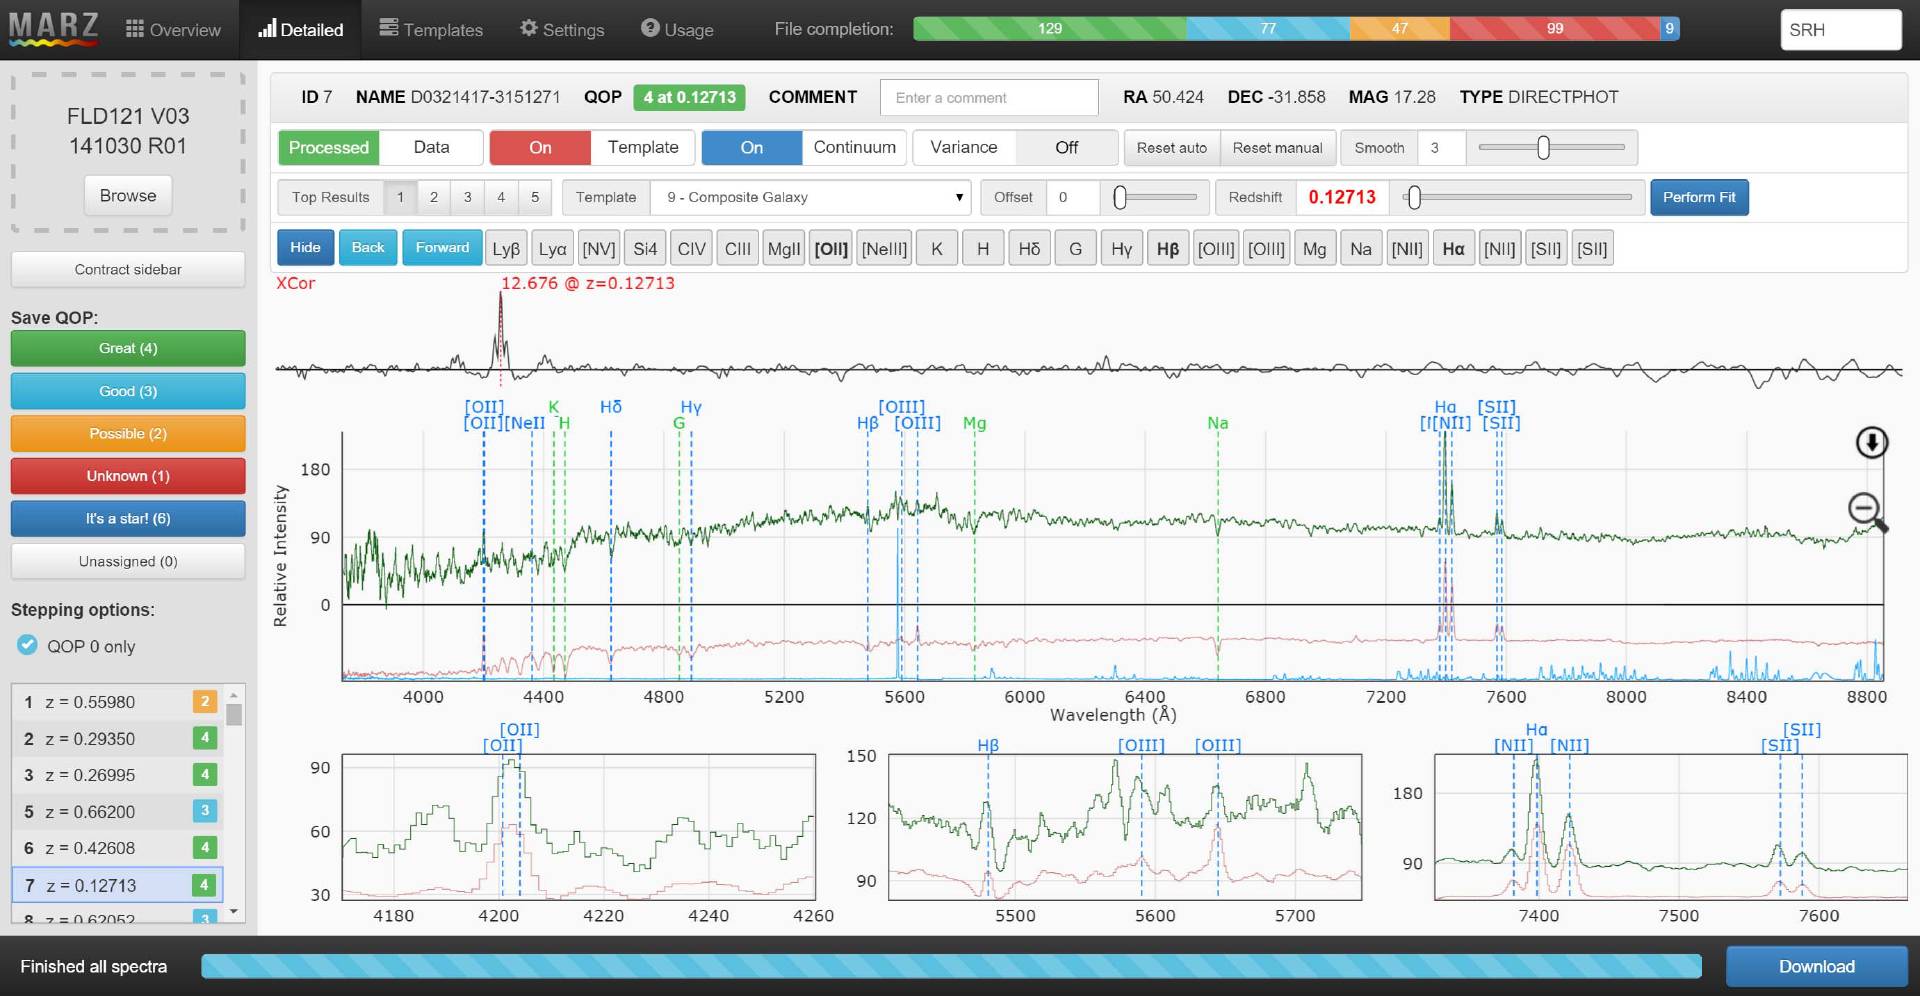 MARZ Overview Detailed Templates Settings Usage File completion: 129 77 47 99 9 SRH
FLD121 V03
141030 R01
Browse
Contract sidebar
Save QOP:
Great (4)
Good (3)
Possible (2)
Unknown (1)
It's a star! (6)
Unassigned (0)
Stepping options:
QOP 0 only
1 z = 0.55980 2
2 z = 0.29350 4
3 z = 0.26995 4
5 z = 0.66200 3
6 z = 0.42608 4
7 z = 0.12713 4
8 z = 0.62052 3
ID 7 NAME D0321417-3151271 QOP 4 at 0.12713 COMMENT Enter a comment RA 50.424 DEC -31.858 MAG 17.28 TYPE DIRECTPHOT
Processed Data On Template On Continuum Variance Off Reset auto Reset manual Smooth 3
Top Results 1 2 3 4 5 Template 9 - Composite Galaxy Offset 0 Redshift 0.12713 Perform Fit
Hide Back Forward Lyβ Lyα [NV] Si4 CIV CIII MgII [OII] [NeIII] K H Hδ G Hγ Hβ [OIII] [OIII] Mg Na [NII] Hα [NII] [SII] [SII]
XCor 12.676 @ z=0.12713
[OII] K Hδ Hγ [OIII] Hα [SII]
[OII] [NeII H G Hβ [OIII] Mg Na [NII] [SII]
180
90
0
Relative Intensity
4000 4400 4800 5200 5600 6000 6400 6800 7200 7600 8000 8400 8800
Wavelength (Å)
[OII]
[OII]
90
60
30
4180 4200 4220 4240 4260
Hβ [OIII] [OIII]
150
120
90
5500 5600 5700
Hα [SII]
[NII] [NII] [SII]
180
90
7400 7500 7600
Finished all spectra Download